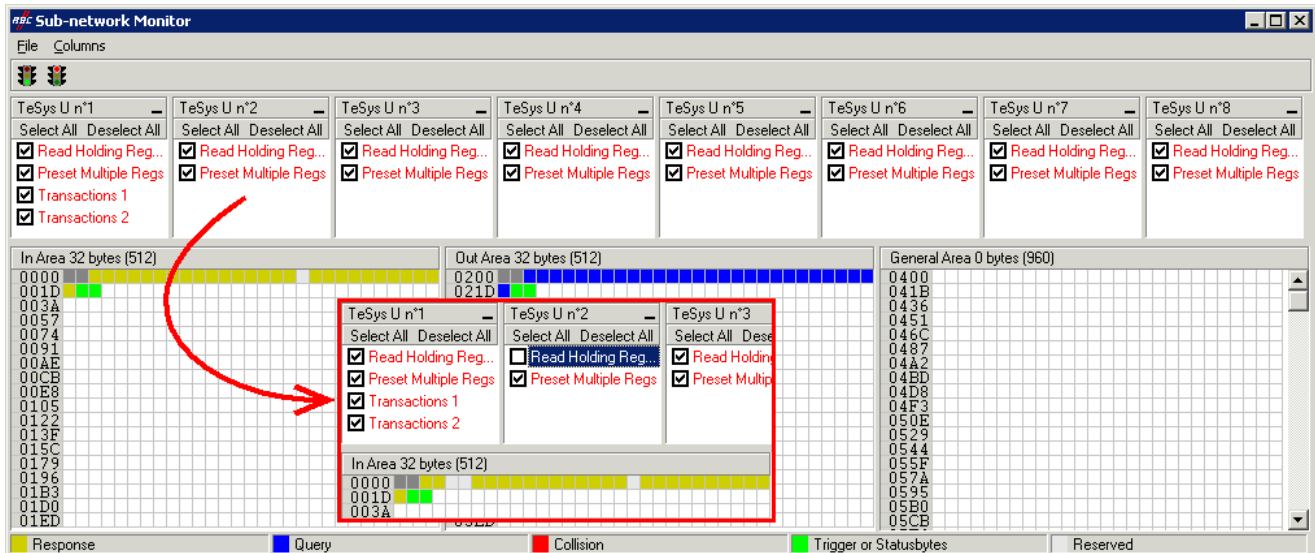 ABC Sub-network Monitor
File Columns
TeSys U n°1 TeSys U n°2 TeSys U n°3 TeSys U n°4 TeSys U n°5 TeSys U n°6 TeSys U n°7 TeSys U n°8
Select All Deselect All Select All Deselect All Select All Deselect All Select All Deselect All Select All Deselect All Select All Deselect All Select All Deselect All Select All Deselect All
Read Holding Reg... Read Holding Reg... Read Holding Reg... Read Holding Reg... Read Holding Reg... Read Holding Reg... Read Holding Reg... Read Holding Reg...
Preset Multiple Regs Preset Multiple Regs Preset Multiple Regs Preset Multiple Regs Preset Multiple Regs Preset Multiple Regs Preset Multiple Regs Preset Multiple Regs
Transactions 1
Transactions 2
In Area 32 bytes (512)
0000
001D
003A
0057
0074
0091
00AE
00CB
00E8
0105
0122
013F
015C
0179
0196
01B3
01D0
01ED
Out Area 32 bytes (512)
0200
021D
TeSys U n°1 TeSys U n°2 TeSys U n°3
Select All Deselect All Select All Deselect All Select All Dese
Read Holding Reg... Read Holding Reg... Read Holdin
Preset Multiple Regs Preset Multiple Regs Preset Multip
Transactions 1
Transactions 2
In Area 32 bytes (512)
0000
001D
003A
General Area 0 bytes (960)
0400
041B
0436
0451
046C
0487
04A2
04BD
04D8
04F3
050E
0529
0544
055F
057A
0595
05B0
05CB
Response Query Collision Trigger or Statusbytes Reserved